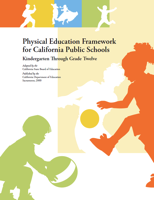 Physical Education Framework
for California Public Schools
Kindergarten Through Grade Twelve
Adopted by the
California State Board of Education
Published by the
California Department of Education
Sacramento, 2009